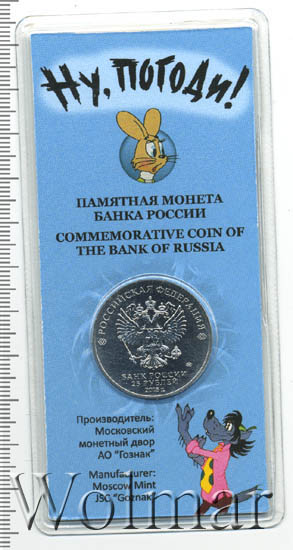 Ну, погоди!
ПАМЯТНАЯ МОНЕТА
БАНКА РОССИИ
COMMEMORATIVE COIN OF
THE BANK OF RUSSIA
РОССИЙСКАЯ ФЕДЕРАЦИЯ
БАНК РОССИИ
25 РУБЛЕЙ
2018 г.
Производитель:
Московский
монетный двор
АО "Гознак"
Manufacturer:
Moscow Mint
JSC "Goznak"
Wolmar